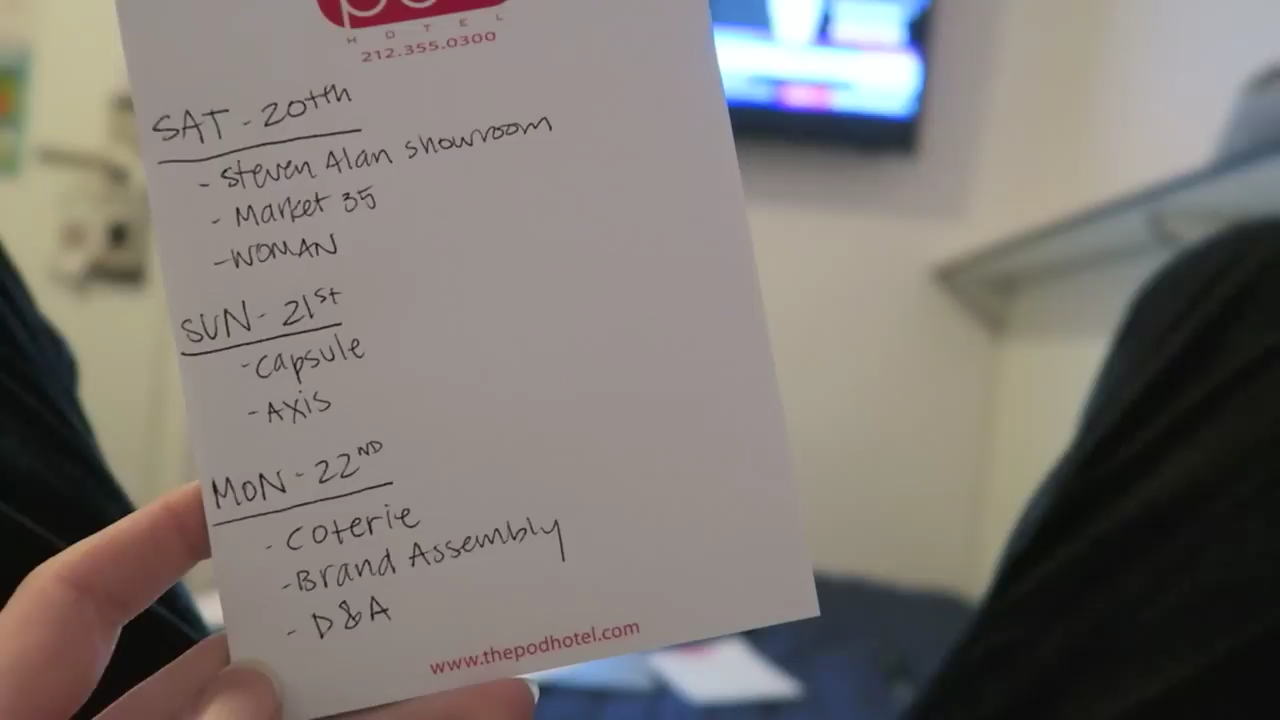 HOTEL
212.355.0300
SAT - 20tth
- Steven Alan showroom
- Market 35
- WOMAN
SUN - 21st
- Capsule
- AXIS
MON - 22ND
- Coterie
- Brand Assembly
- D&A
www.thepodhotel.com